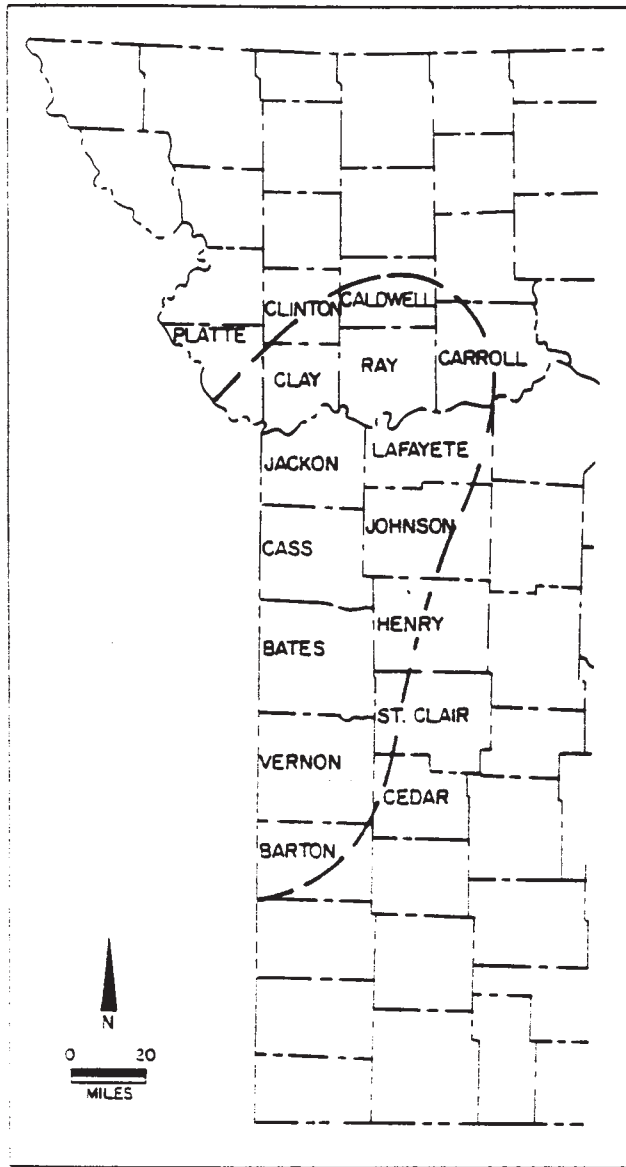 CLINTON
CALDWELL
PLATTE
CLAY
RAY
CARROLL
JACKON
LAFAYETE
CASS
JOHNSON
BATES
HENRY
ST. CLAIR
VERNON
CEDAR
BARTON
N
0 20
MILES